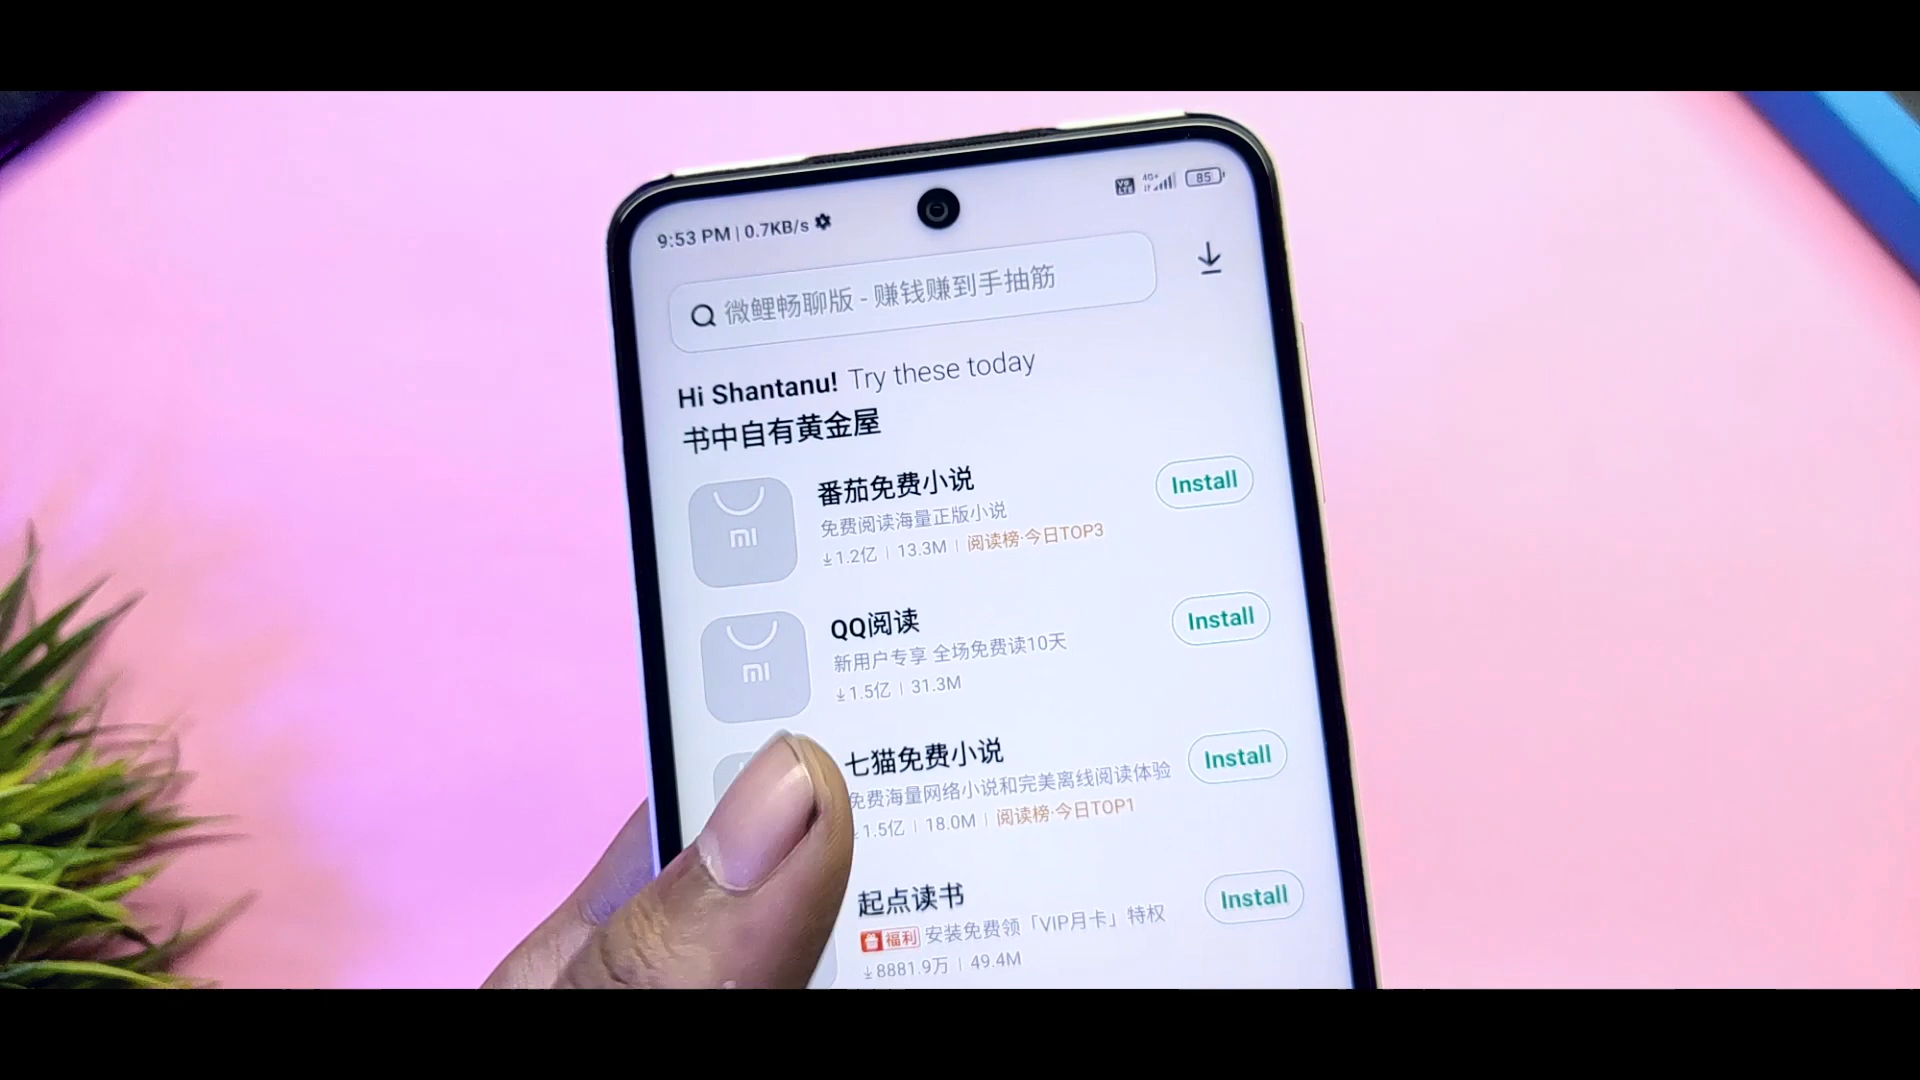 9:53 PM | 0.7KB/s
Vo LTE 4G+ 85
微鲤畅聊版 - 赚钱赚到手抽筋
Hi Shantanu! Try these today
书中自有黄金屋
番茄免费小说
Install
免费阅读海量正版小说
1.2亿 | 13.3M | 阅读榜·今日TOP3
QQ阅读
Install
新用户专享 全场免费读10天
1.5亿 | 31.3M
七猫免费小说
Install
免费海量网络小说和完美离线阅读体验
1.5亿 | 18.0M | 阅读榜·今日TOP1
起点读书
Install
福利 安装免费领「VIP月卡」特权
8881.9万 | 49.4M